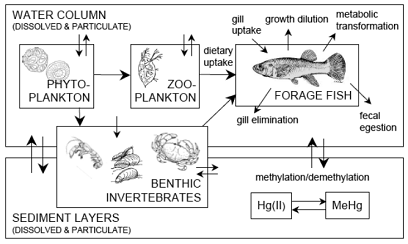 WATER COLUMN
(DISSOLVED & PARTICULATE)
gill
uptake
growth dilution
metabolic
transformation
dietary
uptake
PHYTO-
PLANKTON
ZOO-
PLANKTON
FORAGE FISH
gill elimination
fecal
egestion
BENTHIC
INVERTEBRATES
methylation/demethylation
Hg(II)
MeHg
SEDIMENT LAYERS
(DISSOLVED & PARTICULATE)